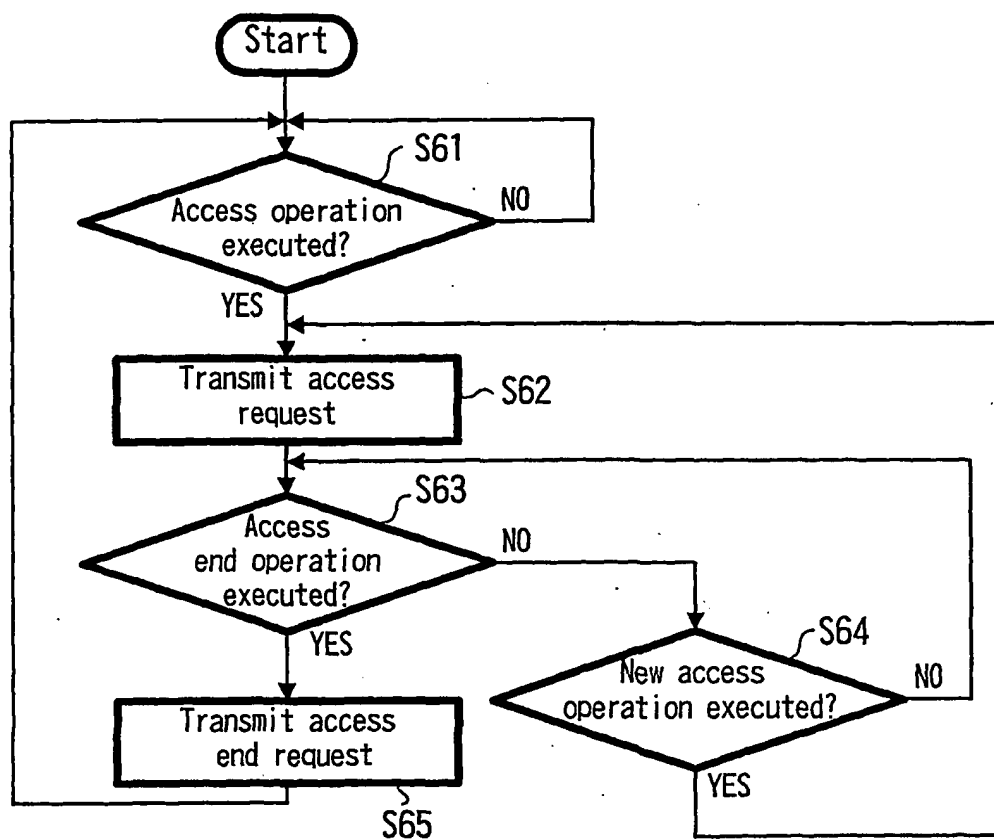 Start
S61
Access operation
executed?
NO
YES
Transmit access
request
S62
S63
Access
end operation
executed?
NO
YES
S64
New access
operation executed?
NO
YES
Transmit access
end request
S65